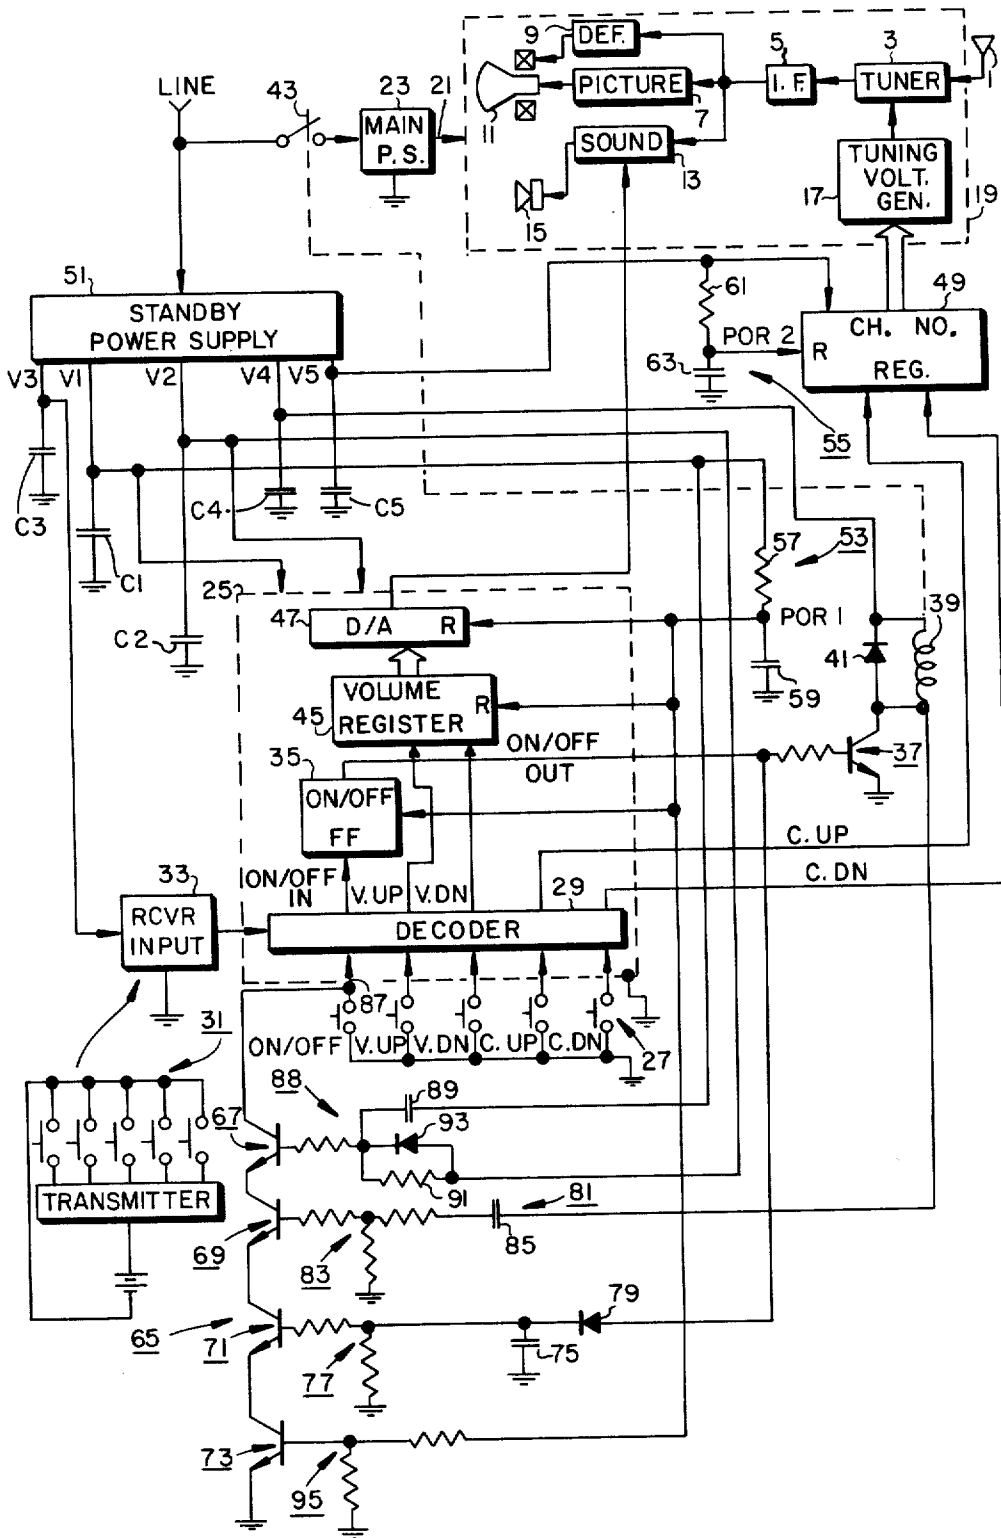 LINE
43
23
21
MAIN
P. S.
9
DEF.
11
PICTURE
7
SOUND
13
15
5
I. F.
3
TUNER
1
TUNING
VOLT.
GEN.
17
19
51
STANDBY
POWER SUPPLY
V3
V1
V2
V4
V5
61
POR 2
63
55
49
CH. NO.
R
REG.
C3
C1
C2
C4
C5
57
53
25
47
D/A R
POR 1
59
41
39
VOLUME
REGISTER R
45
ON/OFF
OUT
35
ON/OFF
FF
37
C. UP
C. DN
ON/OFF
IN
V. UP
V. DN
29
33
RCVR
INPUT
DECODER
87
31
ON/OFF
V. UP
V. DN
C. UP
C. DN
27
88
89
67
93
91
TRANSMITTER
81
69
83
85
79
65
71
77
75
73
95